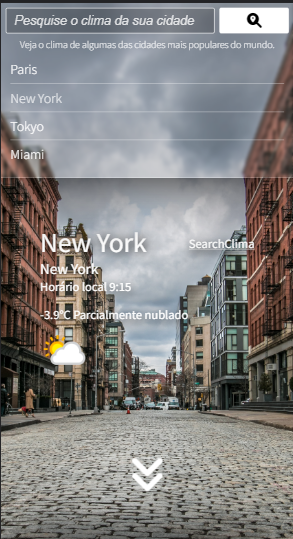 Pesquise o clima da sua cidade
Veja o clima de algumas das cidades mais populares do mundo.
Paris
New York
Tokyo
Miami
New York
SearchClima
New York
Horário local 9:15
-3.9°C Parcialmente nublado